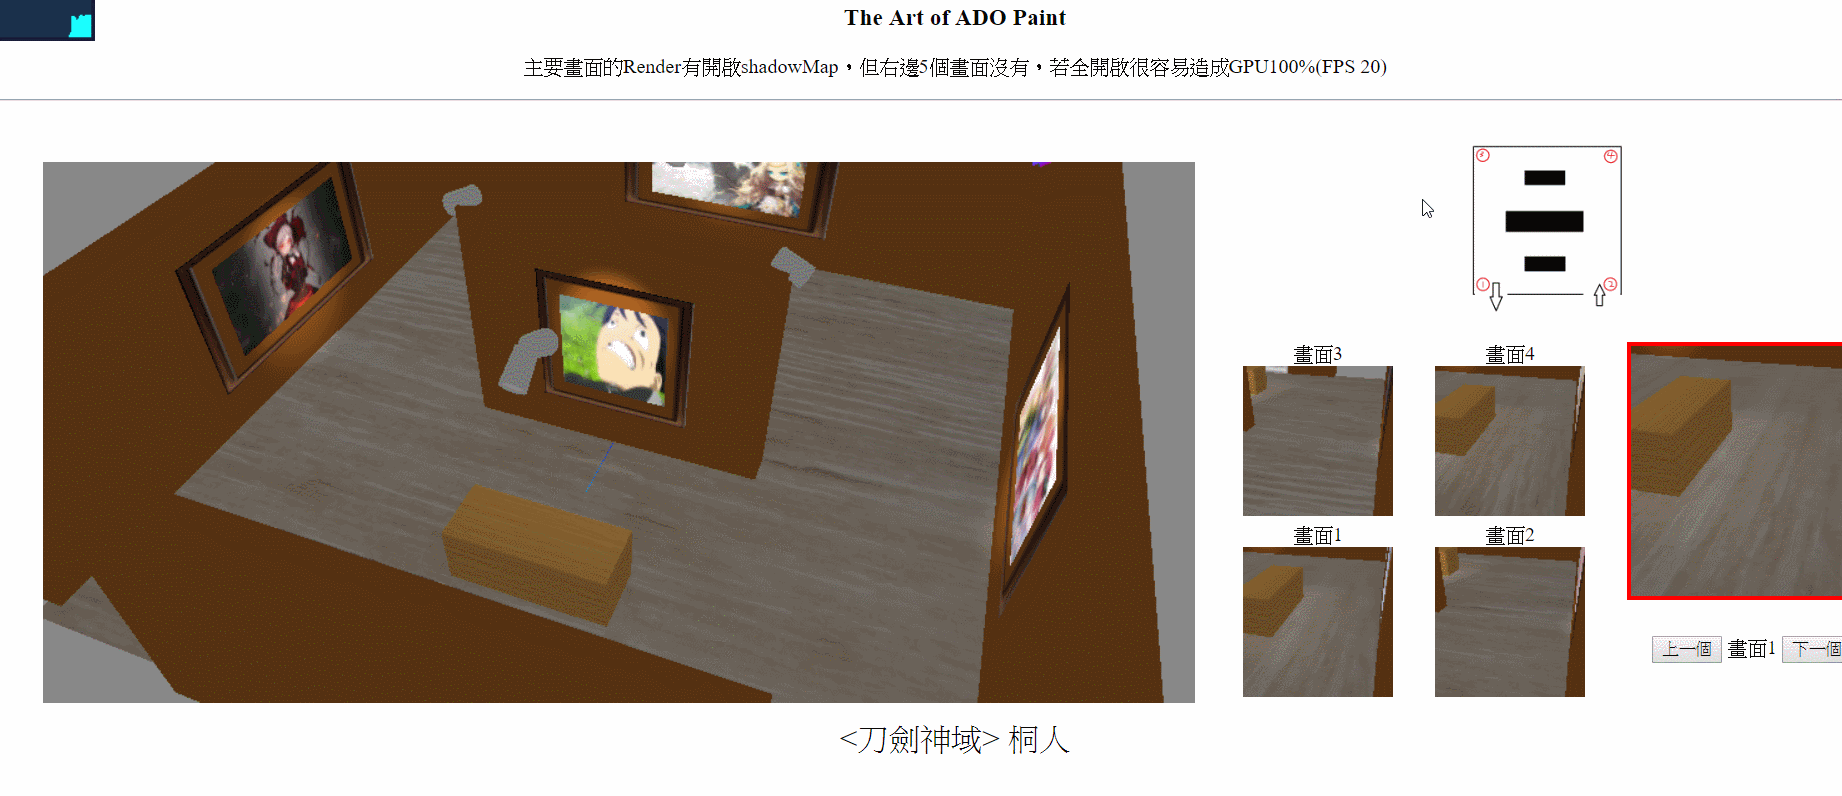 The Art of ADO Paint
主要畫面的Render有開啟shadowMap，但右邊5個畫面沒有，若全開啟很容易造成GPU100%(FPS 20)
3 4
1 2
畫面3 畫面4
畫面1 畫面2
上一個 畫面1 下一個
<刀劍神域> 桐人